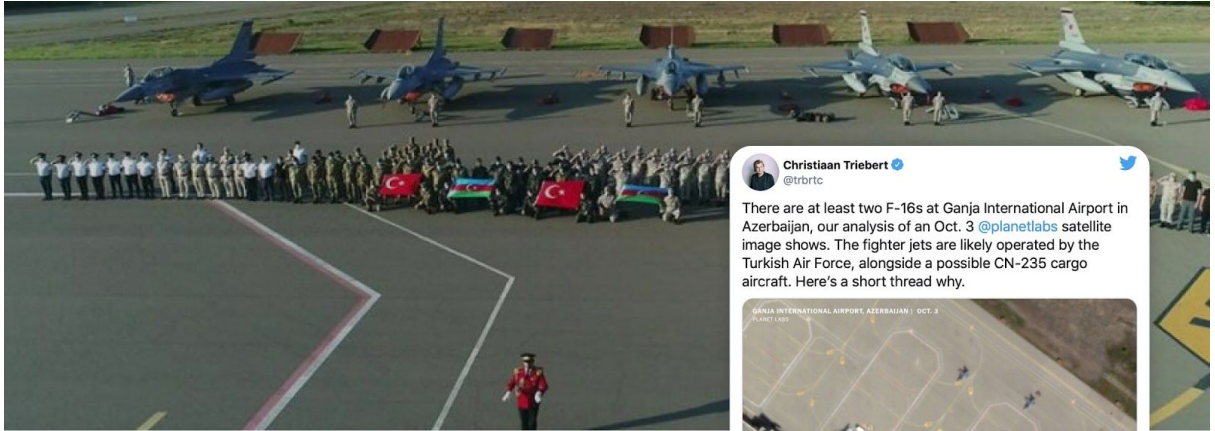 Christiaan Triebert
@trbrtc
There are at least two F-16s at Ganja International Airport in
Azerbaijan, our analysis of an Oct. 3 @planetlabs satellite
image shows. The fighter jets are likely operated by the
Turkish Air Force, alongside a possible CN-235 cargo
aircraft. Here's a short thread why.
GANJA INTERNATIONAL AIRPORT, AZERBAIJAN | OCT. 3
PLANET LABS